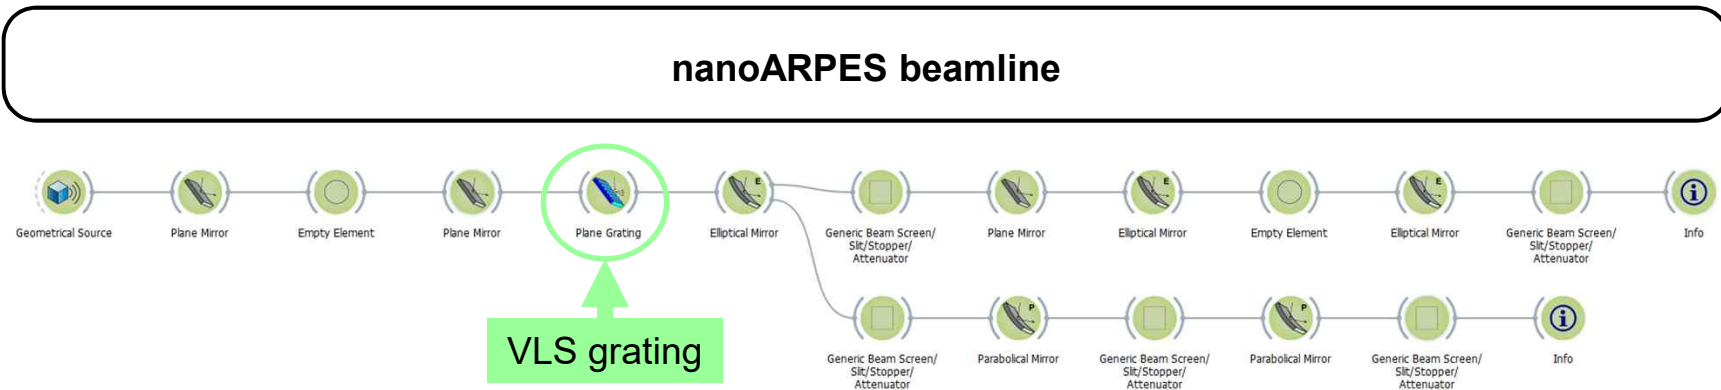 nanoARPES beamline
Geometrical Source
Plane Mirror
Empty Element
Plane Mirror
Plane Grating
Elliptical Mirror
E
Generic Beam Screen/
Slit/Stopper/
Attenuator
Plane Mirror
Elliptical Mirror
E
Empty Element
Elliptical Mirror
E
Generic Beam Screen/
Slit/Stopper/
Attenuator
i
Info
VLS grating
Generic Beam Screen/
Slit/Stopper/
Attenuator
P
Parabolical Mirror
Generic Beam Screen/
Slit/Stopper/
Attenuator
P
Parabolical Mirror
Generic Beam Screen/
Slit/Stopper/
Attenuator
i
Info